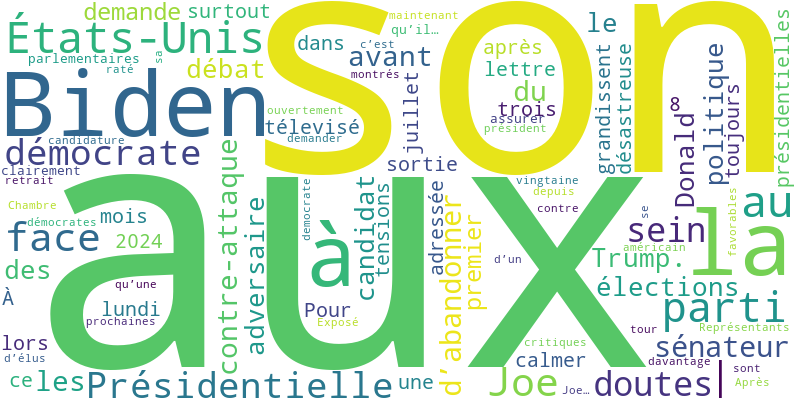 demande surtout
États-Unis
parlementaires
raté
sa
débat
Biden
candidature
démocrate
clairement
retrait
son
maintenant
qu'il…
dans
c'est
avant
montrés
après
lettre
du
trois
assurer
président
ouvertement
télévisé
demander
juillet
sortie
le
grandissent
désastreuse
∞
Donald
politique
toujours
présidentielles
Chambre
démocrates
mois
face
2024
des
qu'une
À
lundi
prochaines
lors
d'élus
ce
les
Présidentielle
contre-attaque
adversaire
aux
démocrate
à
Pour
Exposé
candidat
tensions
adressée
d'abandonner
premier
une
vingtaine
depuis
contre
d'un
se
sein
américain
favorables
la
au
Trump.
élections
parti
Représentants
tour
critiques
calmer
sénateur
davantage
Joe
Joe…
doutes
|
sont
Après